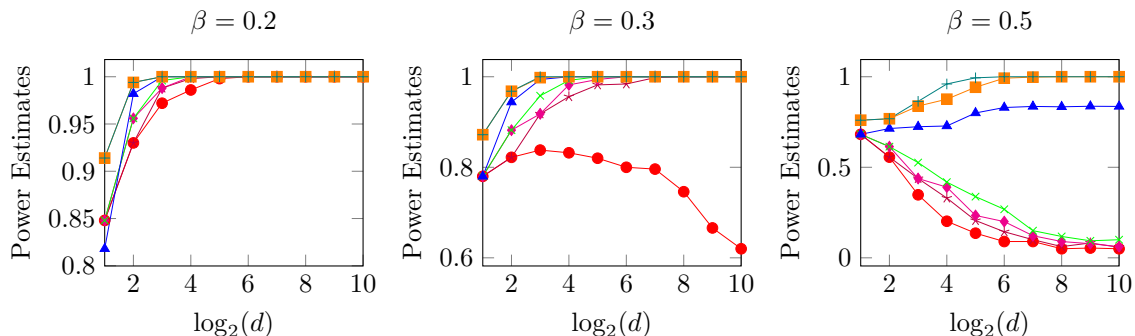 β = 0.2
β = 0.3
β = 0.5
Power Estimates
1
0.95
0.9
0.85
0.8
2 4 6 8 10
log₂(d)
Power Estimates
1
0.8
0.6
2 4 6 8 10
log₂(d)
Power Estimates
1
0.5
0
2 4 6 8 10
log₂(d)